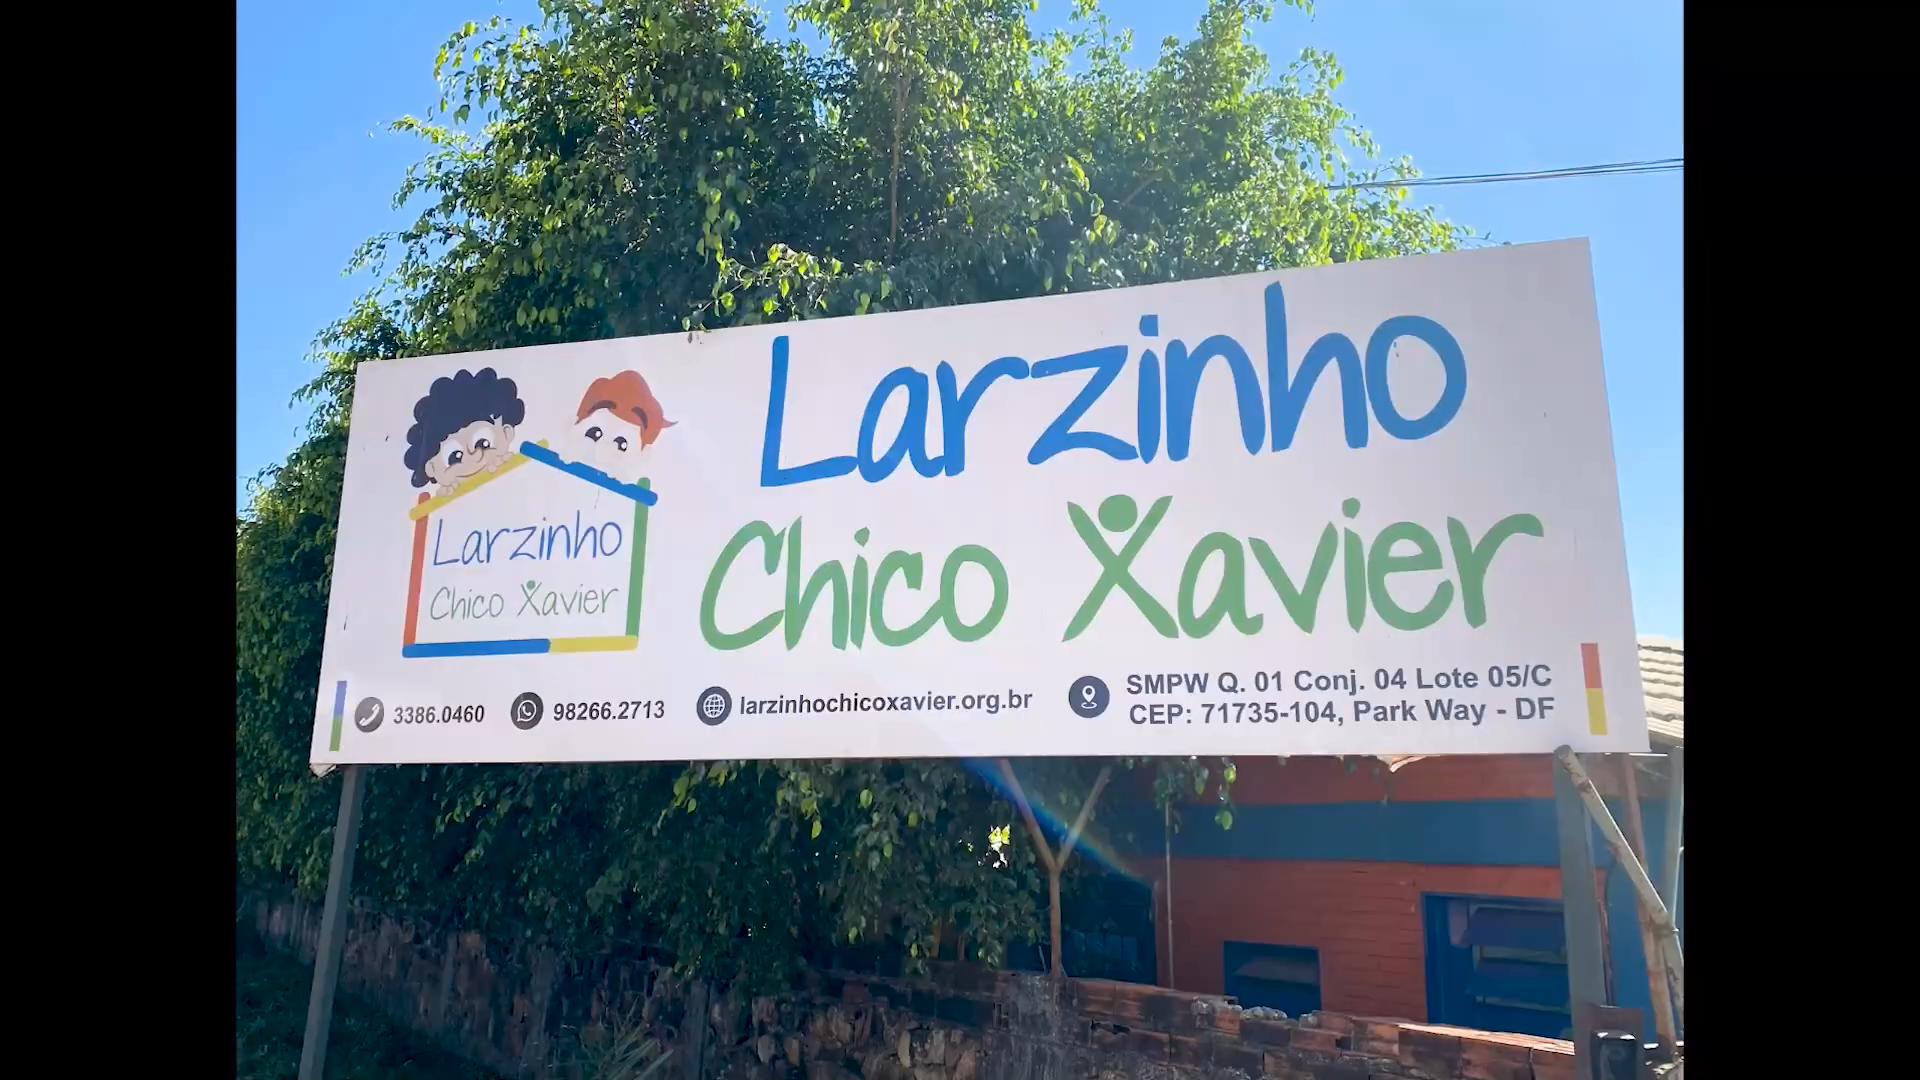 Larzinho
Chico Xavier
Larzinho
Chico Xavier
3386.0460
98266.2713
larzinhochicoxavier.org.br
SMPW Q. 01 Conj. 04 Lote 05/C
CEP: 71735-104, Park Way - DF